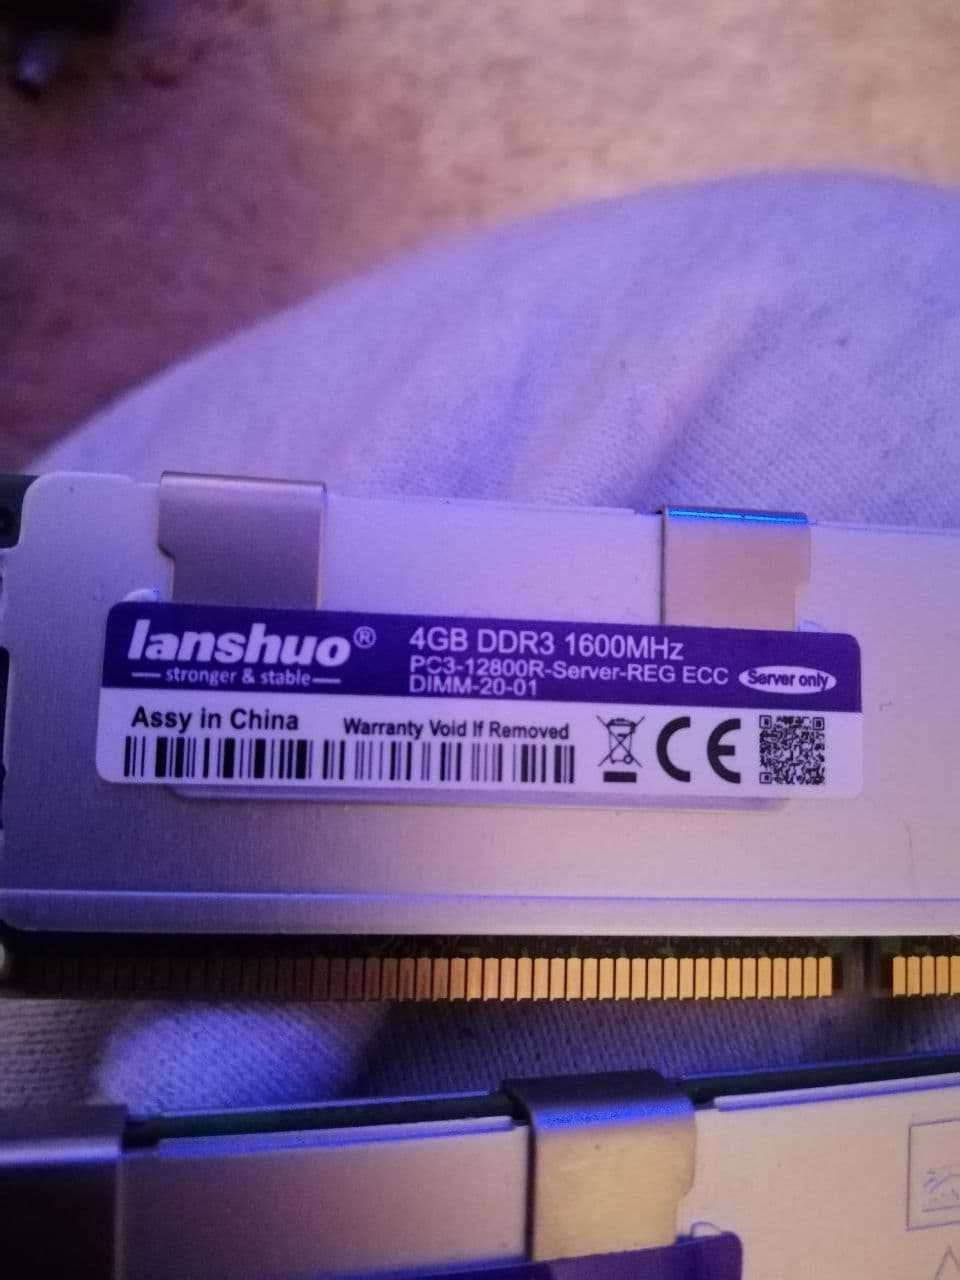 lanshuo®
stronger & stable
4GB DDR3 1600MHz
PC3-12800R-Server-REG ECC
DIMM-20-01
Server only
Assy in China
Warranty Void If Removed
CE